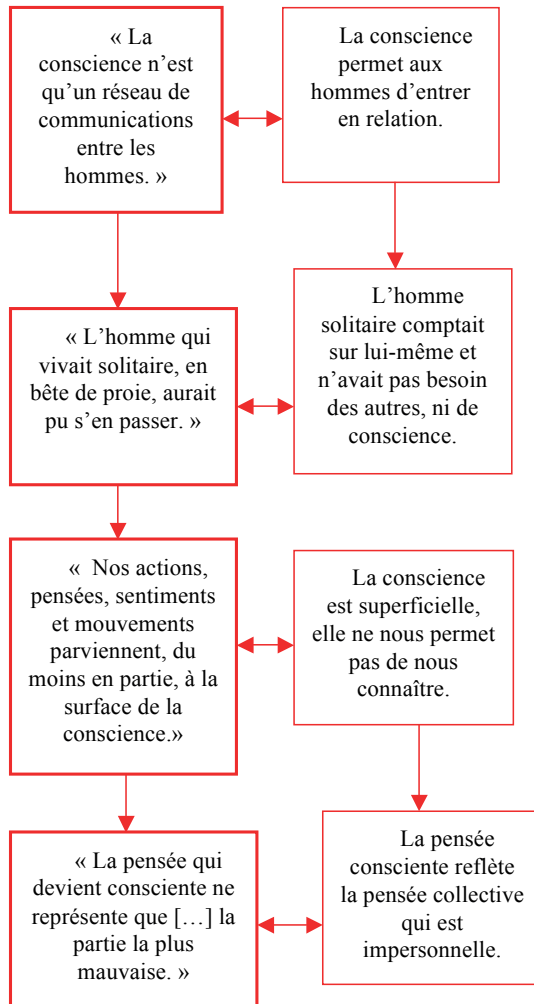 « La
conscience n’est
qu’un réseau de
communications
entre les
hommes. »
La conscience
permet aux
hommes d’entrer
en relation.
« L’homme qui
vivait solitaire, en
bête de proie, aurait
pu s’en passer. »
L’homme
solitaire comptait
sur lui-même et
n’avait pas besoin
des autres, ni de
conscience.
« Nos actions,
pensées, sentiments
et mouvements
parviennent, du
moins en partie, à la
surface de la
conscience.»
La conscience
est superficielle,
elle ne nous permet
pas de nous
connaître.
« La pensée qui
devient consciente ne
représente que […] la
partie la plus
mauvaise. »
La pensée
consciente reflète
la pensée collective
qui est
impersonnelle.